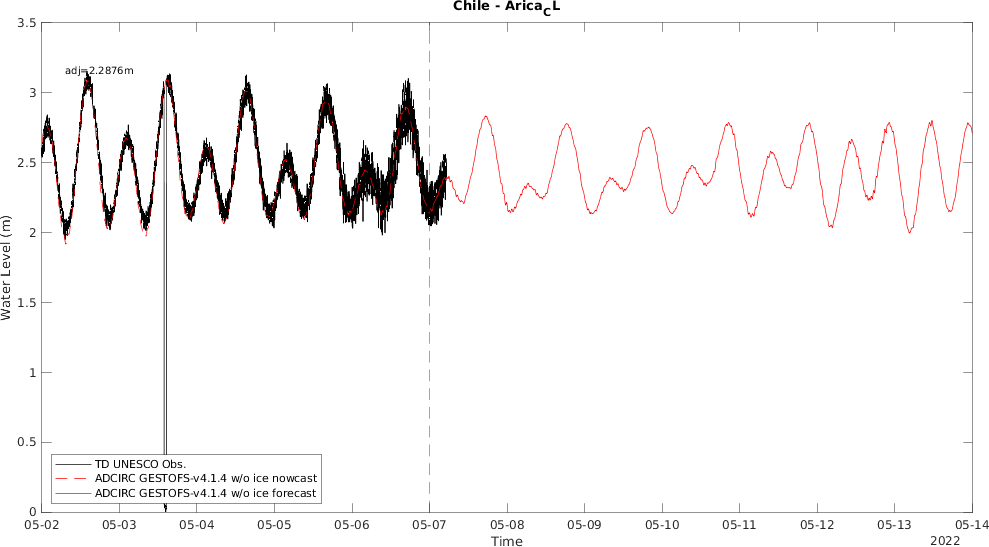 Chile - Arica_CL
3.5
adj=2.2876m
3
2.5
2
1.5
1
0.5
0
Water Level (m)
TD UNESCO Obs.
ADCIRC GESTOFS-v4.1.4 w/o ice nowcast
ADCIRC GESTOFS-v4.1.4 w/o ice forecast
05-02 05-03 05-04 05-05 05-06 05-07 05-08 05-09 05-10 05-11 05-12 05-13 05-14
Time
2022